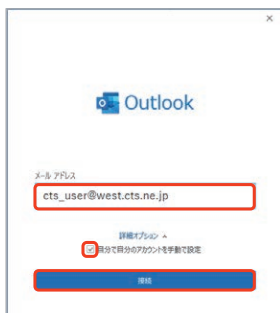 ×
Outlook
メール アドレス
cts_user@west.cts.ne.jp
詳細オプション ▲
自分で自分のアカウントを手動で設定
接続